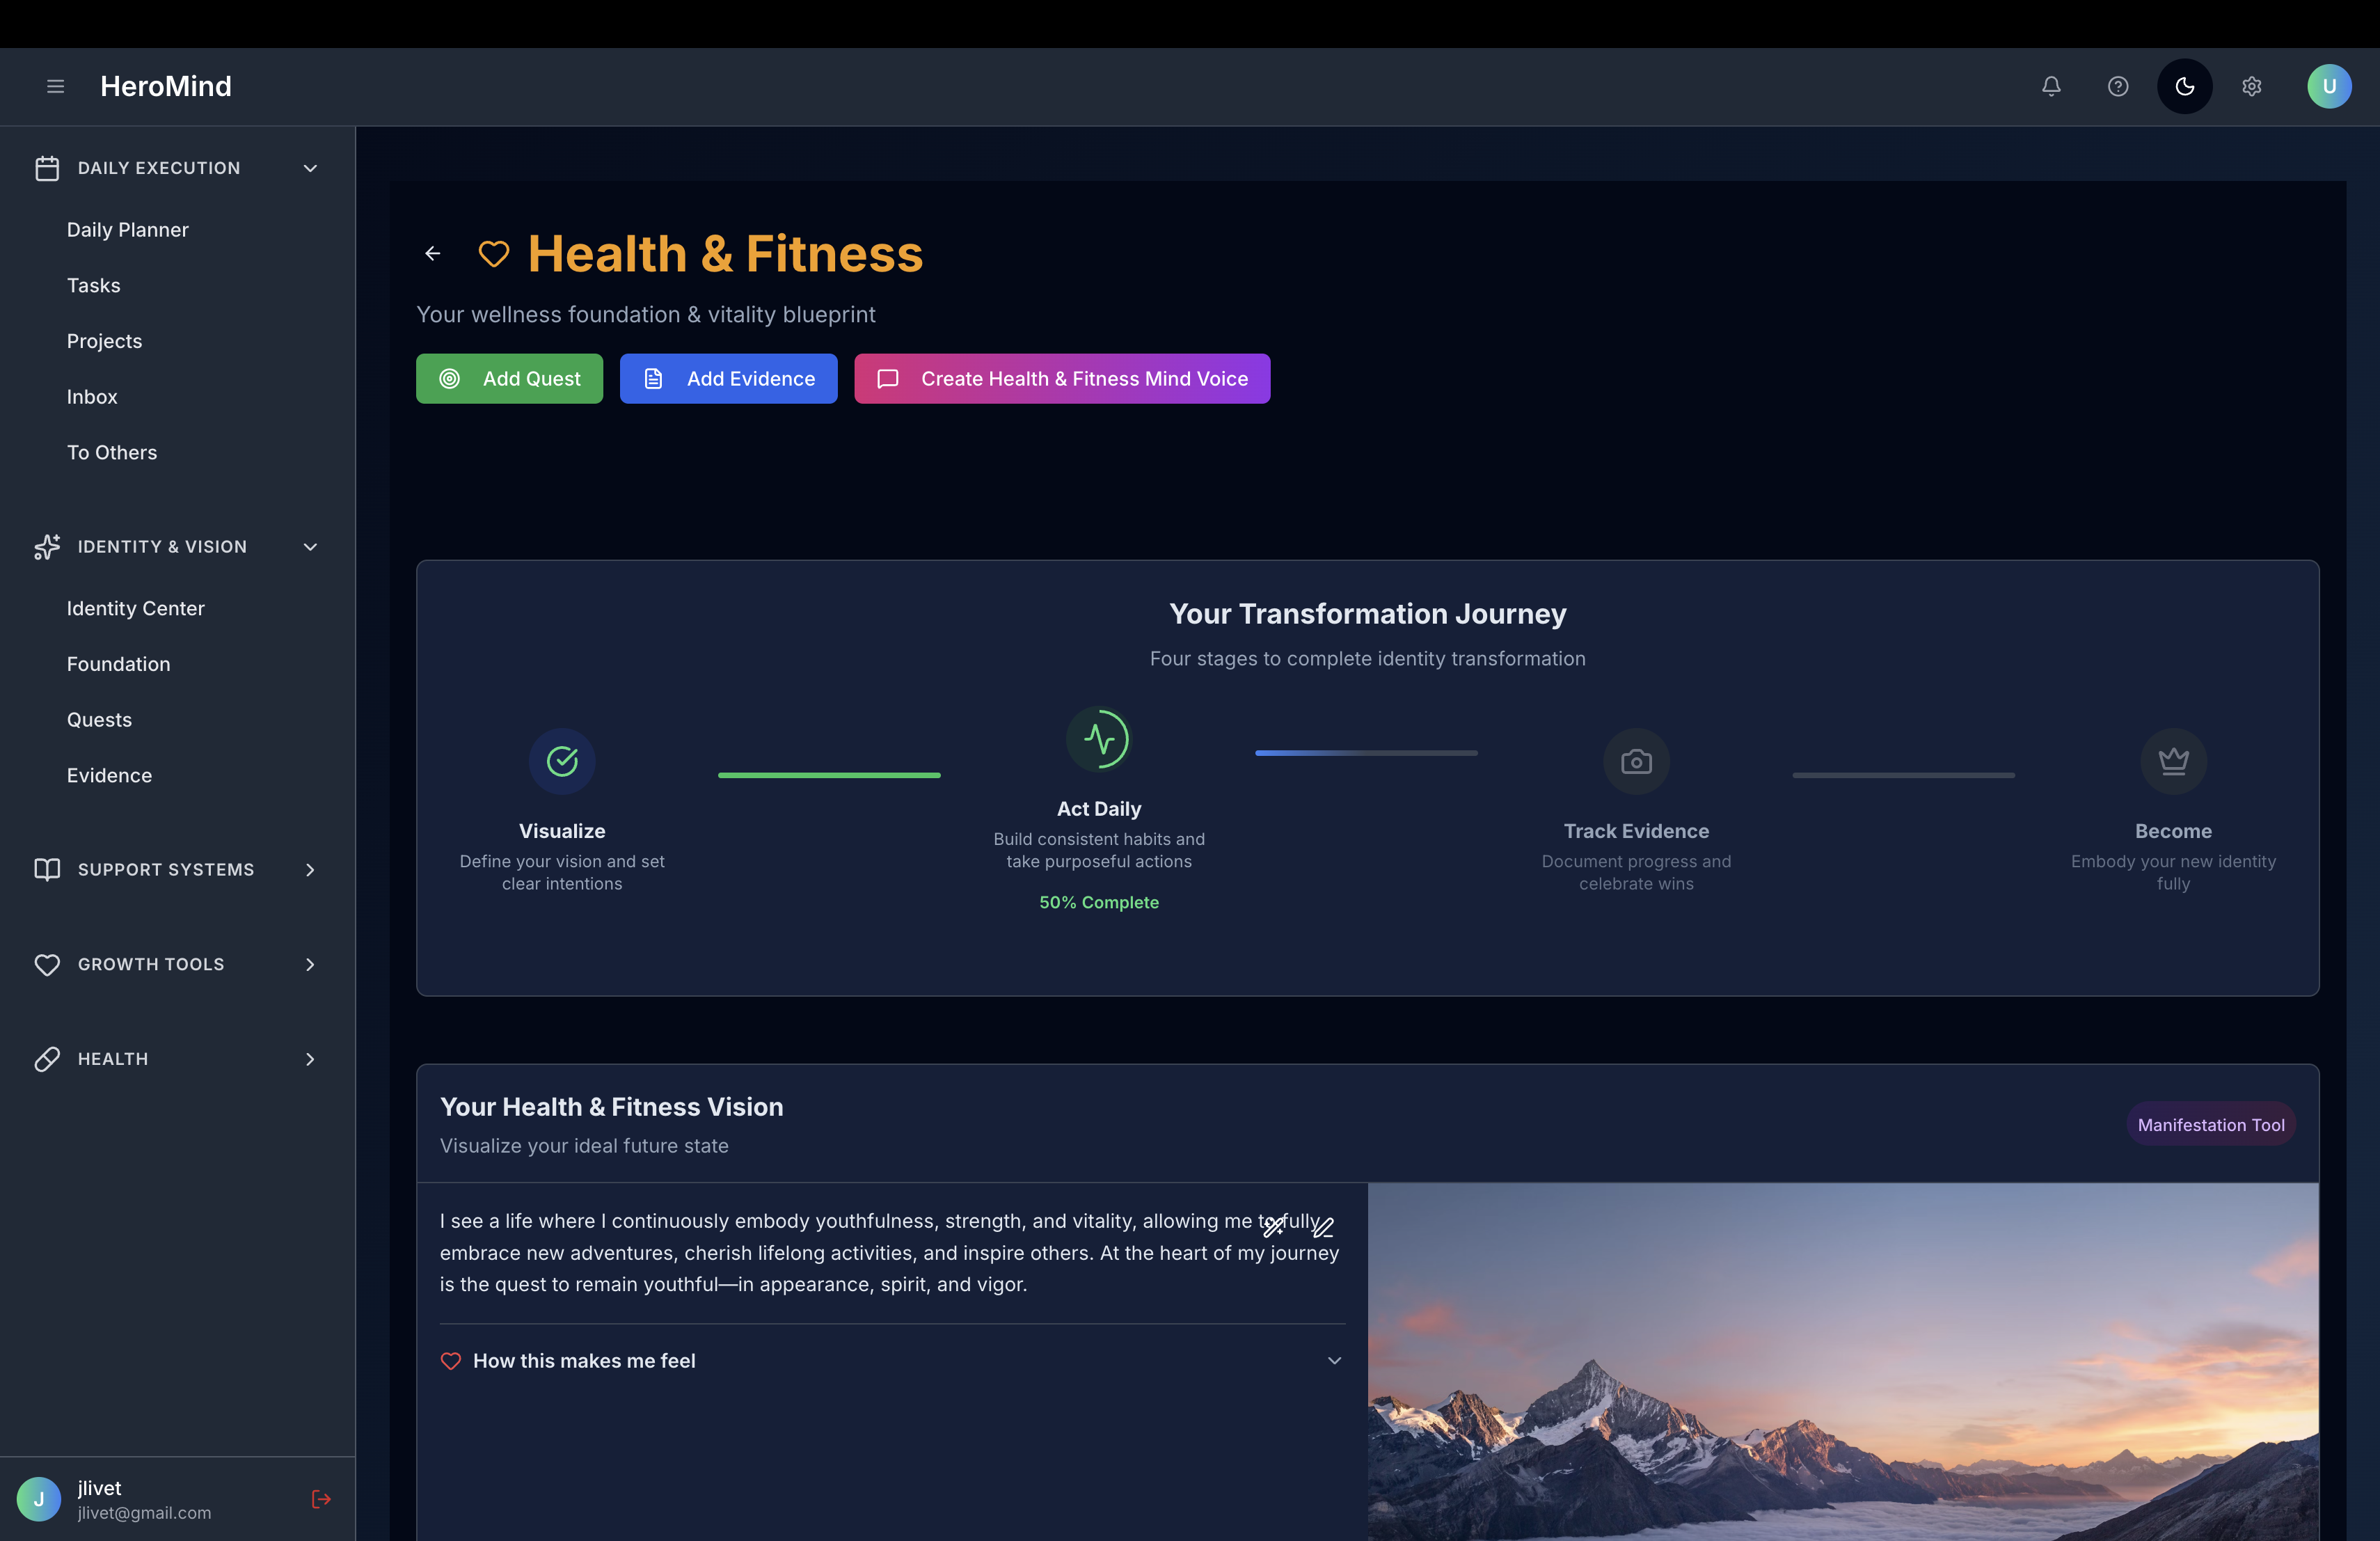 HeroMind
U
DAILY EXECUTION
Daily Planner
Tasks
Projects
Inbox
To Others
IDENTITY & VISION
Identity Center
Foundation
Quests
Evidence
SUPPORT SYSTEMS
GROWTH TOOLS
HEALTH
J
jlivet
jlivet@gmail.com
Health & Fitness
Your wellness foundation & vitality blueprint
Add Quest
Add Evidence
Create Health & Fitness Mind Voice
Your Transformation Journey
Four stages to complete identity transformation
Visualize
Define your vision and set
clear intentions
Act Daily
Build consistent habits and
take purposeful actions
50% Complete
Track Evidence
Document progress and
celebrate wins
Become
Embody your new identity
fully
Your Health & Fitness Vision
Visualize your ideal future state
Manifestation Tool
I see a life where I continuously embody youthfulness, strength, and vitality, allowing me to fully
embrace new adventures, cherish lifelong activities, and inspire others. At the heart of my journey
is the quest to remain youthful—in appearance, spirit, and vigor.
How this makes me feel